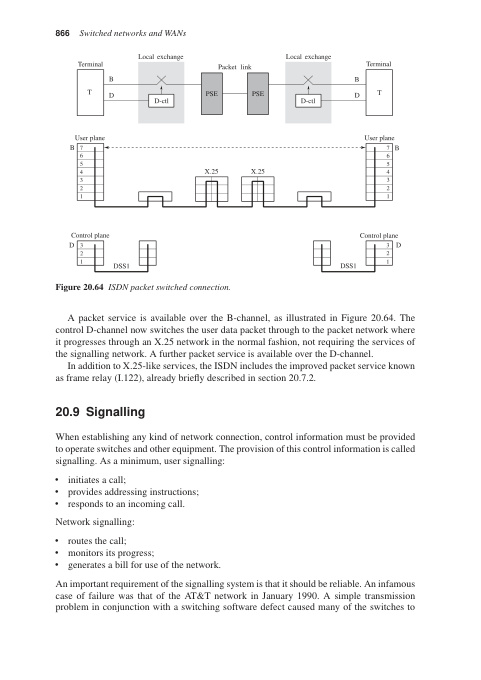 866 Switched networks and WANs
Local exchange Local exchange
Terminal Packet link Terminal
B B
T PSE PSE T
D D
D-ctl D-ctl
User plane User plane
B 7 7 B
6 6
5 5
4 X.25 X.25 4
3 3
2 2
1 1
Control plane Control plane
D 3 3 D
2 2
1 1
DSS1 DSS1
Figure 20.64 ISDN packet switched connection.
A packet service is available over the B-channel, as illustrated in Figure 20.64. The
control D-channel now switches the user data packet through to the packet network where
it progresses through an X.25 network in the normal fashion, not requiring the services of
the signalling network. A further packet service is available over the D-channel.
In addition to X.25-like services, the ISDN includes the improved packet service known
as frame relay (I.122), already briefly described in section 20.7.2.
20.9 Signalling
When establishing any kind of network connection, control information must be provided
to operate switches and other equipment. The provision of this control information is called
signalling. As a minimum, user signalling:
• initiates a call;
• provides addressing instructions;
• responds to an incoming call.
Network signalling:
• routes the call;
• monitors its progress;
• generates a bill for use of the network.
An important requirement of the signalling system is that it should be reliable. An infamous
case of failure was that of the AT&T network in January 1990. A simple transmission
problem in conjunction with a switching software defect caused many of the switches to